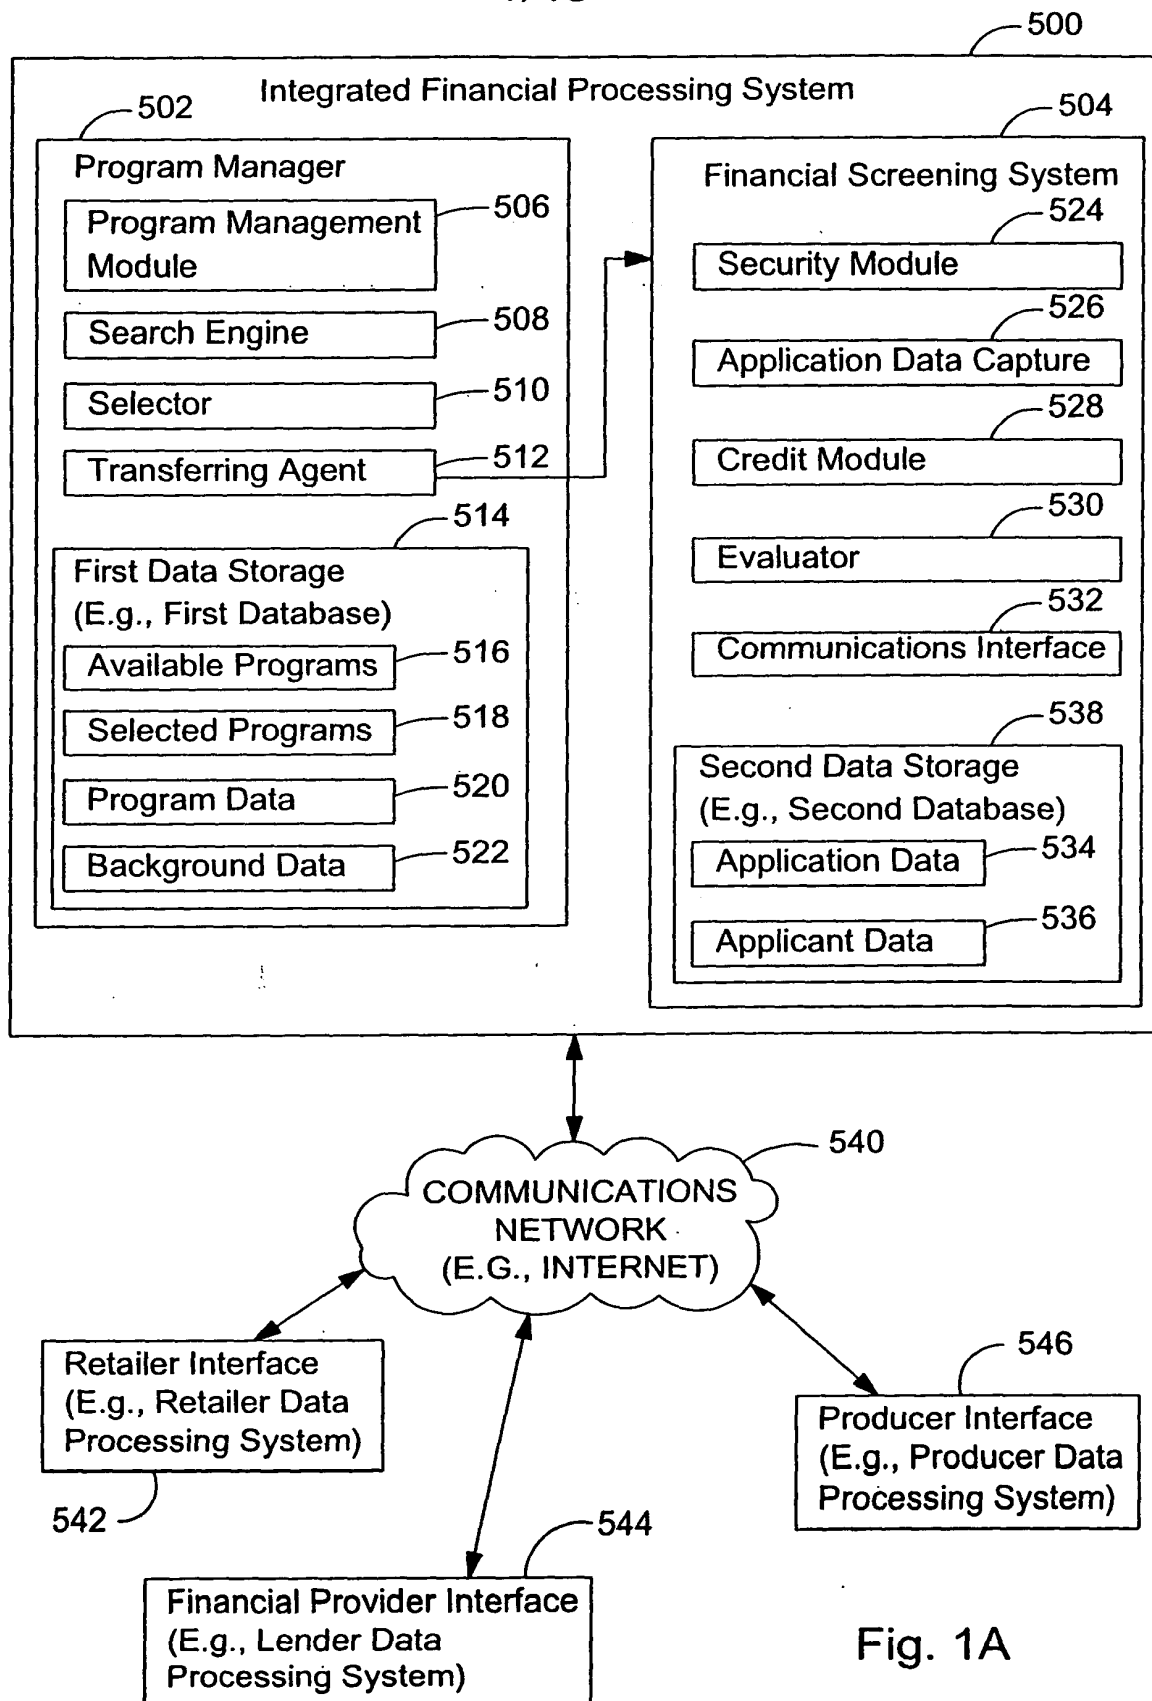 500
Integrated Financial Processing System
502
Program Manager
Program Management
Module
506
Search Engine
508
Selector
510
Transferring Agent
512
514
First Data Storage
(E.g., First Database)
Available Programs
516
Selected Programs
518
Program Data
520
Background Data
522
504
Financial Screening System
524
Security Module
526
Application Data Capture
528
Credit Module
530
Evaluator
532
Communications Interface
538
Second Data Storage
(E.g., Second Database)
Application Data
534
Applicant Data
536
540
COMMUNICATIONS
NETWORK
(E.G., INTERNET)
Retailer Interface
(E.g., Retailer Data
Processing System)
542
546
Producer Interface
(E.g., Producer Data
Processing System)
544
Financial Provider Interface
(E.g., Lender Data
Processing System)
Fig. 1A